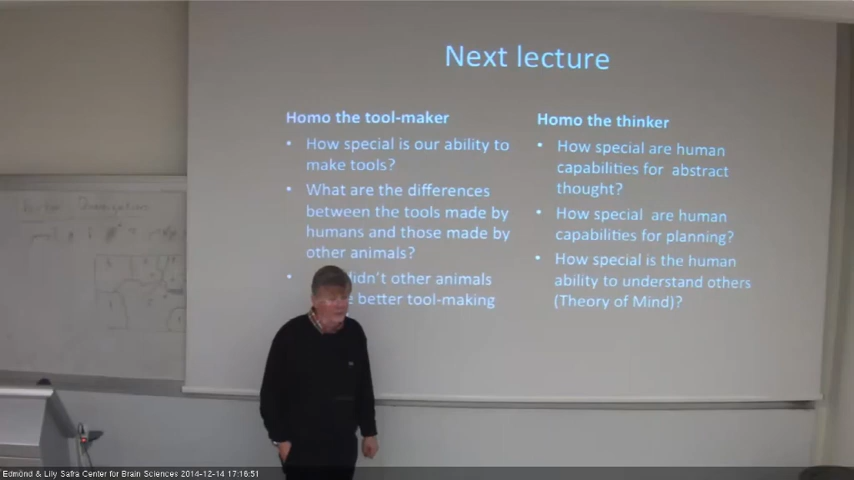 Next lecture
Homo the tool-maker
• How special is our ability to
make tools?
• What are the differences
between the tools made by
humans and those made by
other animals?
• didn't other animals
better tool-making
Homo the thinker
• How special are human
capabilities for abstract
thought?
• How special are human
capabilities for planning?
• How special is the human
ability to understand others
(Theory of Mind)?
Edmond & Lily Safra Center for Brain Sciences 2014-12-14 17:16:51